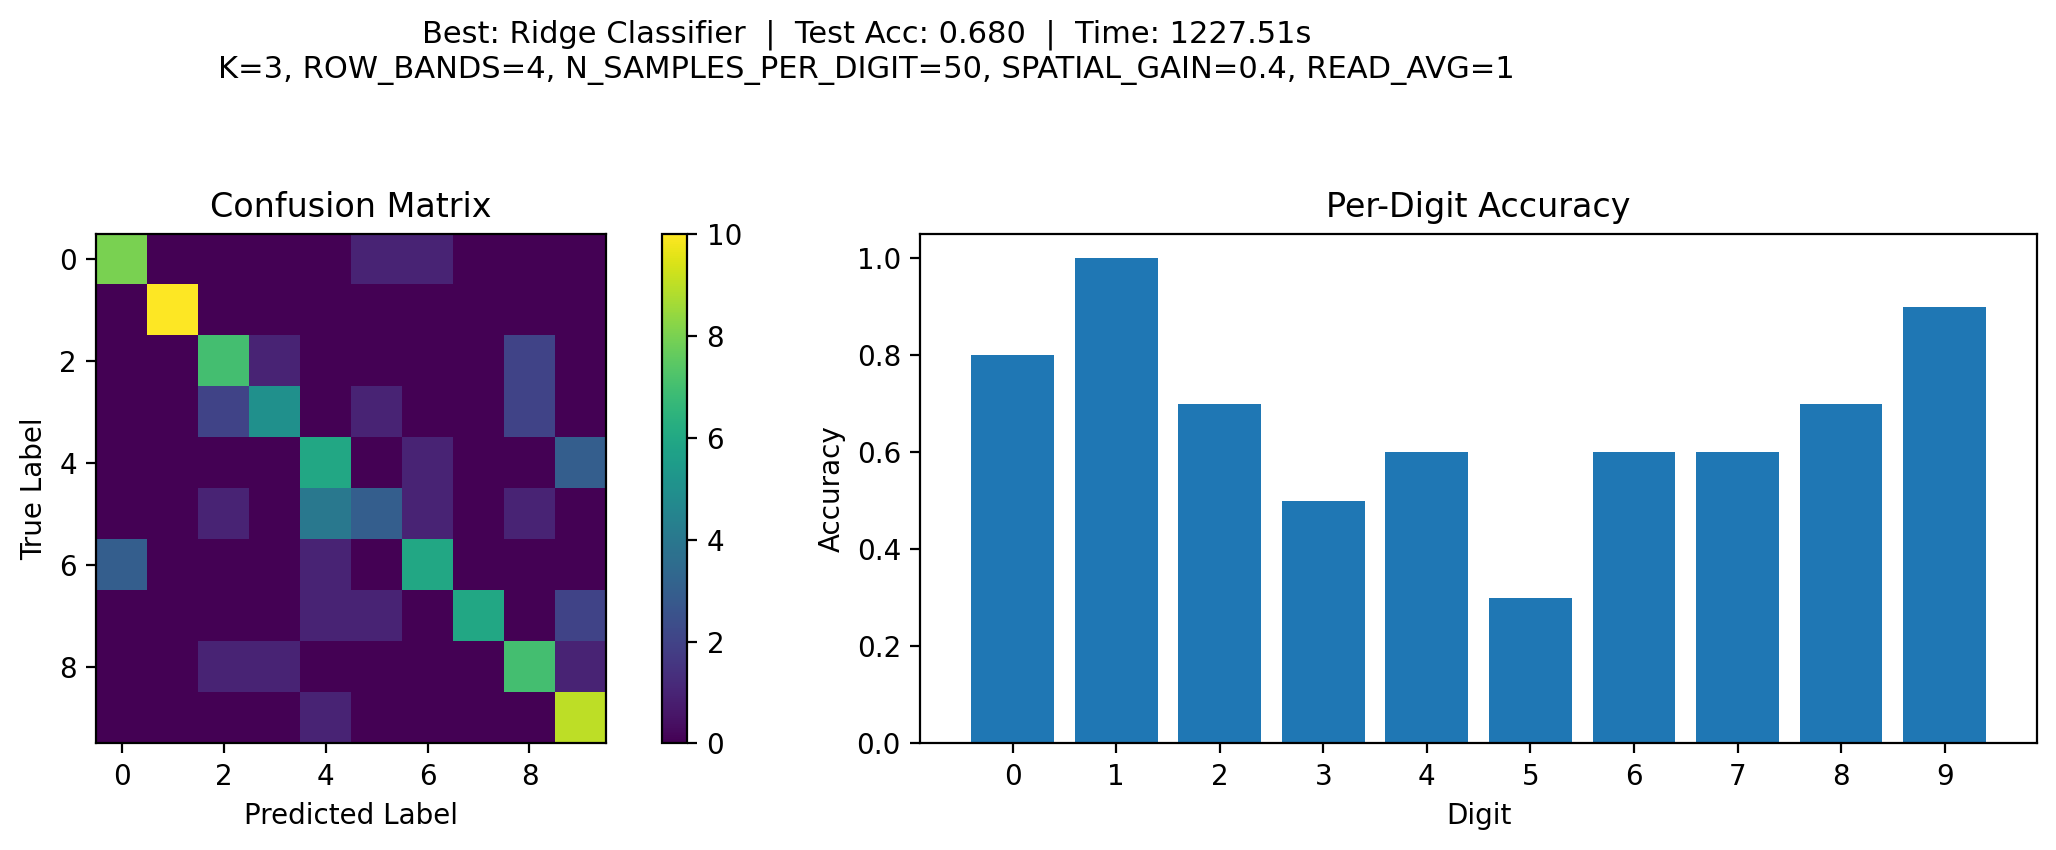 Best: Ridge Classifier | Test Acc: 0.680 | Time: 1227.51s
K=3, ROW_BANDS=4, N_SAMPLES_PER_DIGIT=50, SPATIAL_GAIN=0.4, READ_AVG=1
Confusion Matrix
True Label
0
2
4
6
8
0 2 4 6 8
Predicted Label
10
8
6
4
2
0
Per-Digit Accuracy
Accuracy
1.0
0.8
0.6
0.4
0.2
0.0
0 1 2 3 4 5 6 7 8 9
Digit